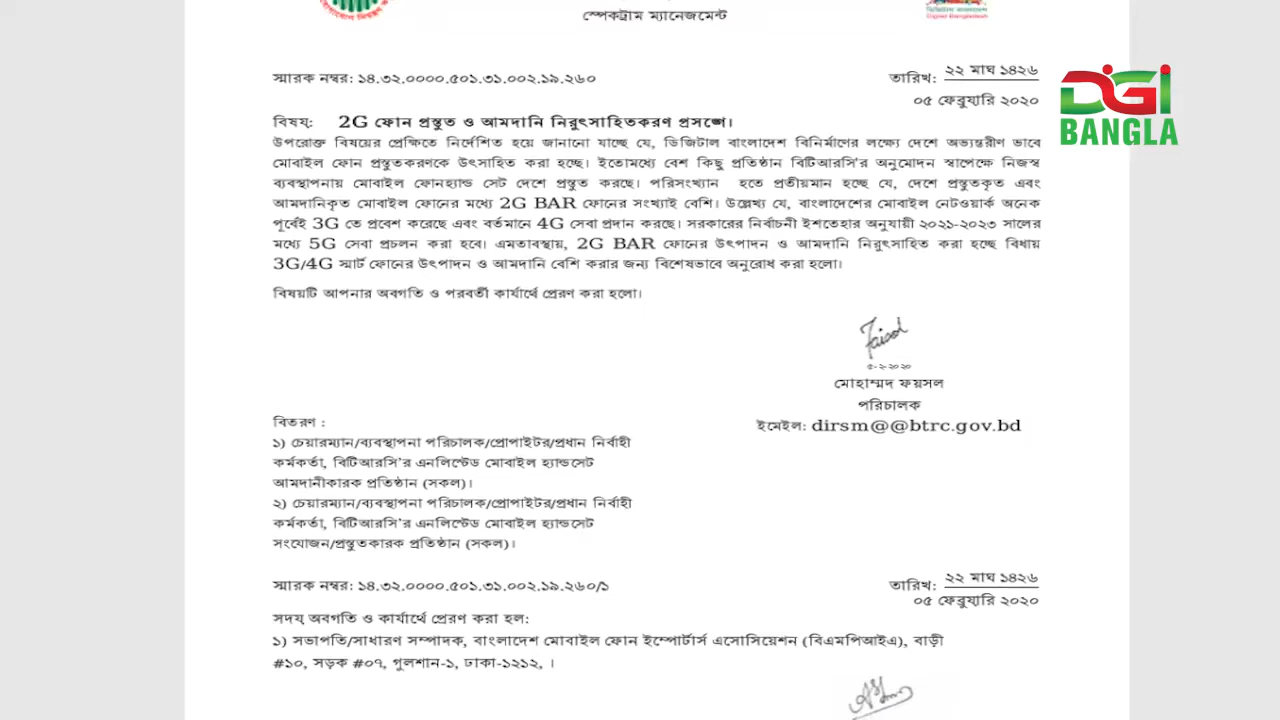 স্পেকট্রাম ম্যানেজমেন্ট
ডিজিটাল বাংলাদেশ
Digital Bangladesh
স্মারক নম্বর: ১৪.৩২.০০০০.৫০১.৩১.০০২.১৯.২৬০
তারিখ: ২২ মাঘ ১৪২৬
০৫ ফেব্রুয়ারি ২০২০
DIGI
BANGLA
বিষয়: 2G ফোন প্রস্তুত ও আমদানি নিরুৎসাহিতকরণ প্রসঙ্গে।
উপরোক্ত বিষয়ের প্রেক্ষিতে নির্দেশিত হয়ে জানানো যাচ্ছে যে, ডিজিটাল বাংলাদেশ বিনির্মাণের লক্ষ্যে দেশে অভ্যন্তরীণ ভাবে
মোবাইল ফোন প্রস্তুতকরণকে উৎসাহিত করা হচ্ছে। ইতোমধ্যে বেশ কিছু প্রতিষ্ঠান বিটিআরসি'র অনুমোদন স্বাপেক্ষে নিজস্ব
ব্যবস্থাপনায় মোবাইল ফোনহ্যান্ড সেট দেশে প্রস্তুত করছে। পরিসংখ্যান হতে প্রতীয়মান হচ্ছে যে, দেশে প্রস্তুতকৃত এবং
আমদানিকৃত মোবাইল ফোনের মধ্যে 2G BAR ফোনের সংখ্যাই বেশি। উল্লেখ্য যে, বাংলাদেশের মোবাইল নেটওয়ার্ক অনেক
পূর্বেই 3G তে প্রবেশ করেছে এবং বর্তমানে 4G সেবা প্রদান করছে। সরকারের নির্বাচনী ইশতেহার অনুযায়ী ২০২১-২০২৩ সালের
মধ্যে 5G সেবা প্রচলন করা হবে। এমতাবস্থায়, 2G BAR ফোনের উৎপাদন ও আমদানি নিরুৎসাহিত করা হচ্ছে বিধায়
3G/4G স্মার্ট ফোনের উৎপাদন ও আমদানি বেশি করার জন্য বিশেষভাবে অনুরোধ করা হলো।
বিষয়টি আপনার অবগতি ও পরবর্তী কার্যার্থে প্রেরণ করা হলো।
Faisal
৫-২-২০২০
মোহাম্মদ ফয়সল
পরিচালক
ইমেইল: dirsm@@btrc.gov.bd
বিতরণ :
১) চেয়ারম্যান/ব্যবস্থাপনা পরিচালক/প্রোপাইটর/প্রধান নির্বাহী
কর্মকর্তা, বিটিআরসি'র এনলিস্টেড মোবাইল হ্যান্ডসেট
আমদানীকারক প্রতিষ্ঠান (সকল)।
২) চেয়ারম্যান/ব্যবস্থাপনা পরিচালক/প্রোপাইটর/প্রধান নির্বাহী
কর্মকর্তা, বিটিআরসি'র এনলিস্টেড মোবাইল হ্যান্ডসেট
সংযোজন/প্রস্তুতকারক প্রতিষ্ঠান (সকল)।
স্মারক নম্বর: ১৪.৩২.০০০০.৫০১.৩১.০০২.১৯.২৬০/১
তারিখ: ২২ মাঘ ১৪২৬
০৫ ফেব্রুয়ারি ২০২০
সদয় অবগতি ও কার্যার্থে প্রেরণ করা হল:
১) সভাপতি/সাধারণ সম্পাদক, বাংলাদেশ মোবাইল ফোন ইম্পোর্টার্স এসোসিয়েশন (বিএমপিআইএ), বাড়ী
#১০, সড়ক #০৭, গুলশান-১, ঢাকা-১২১২, ।